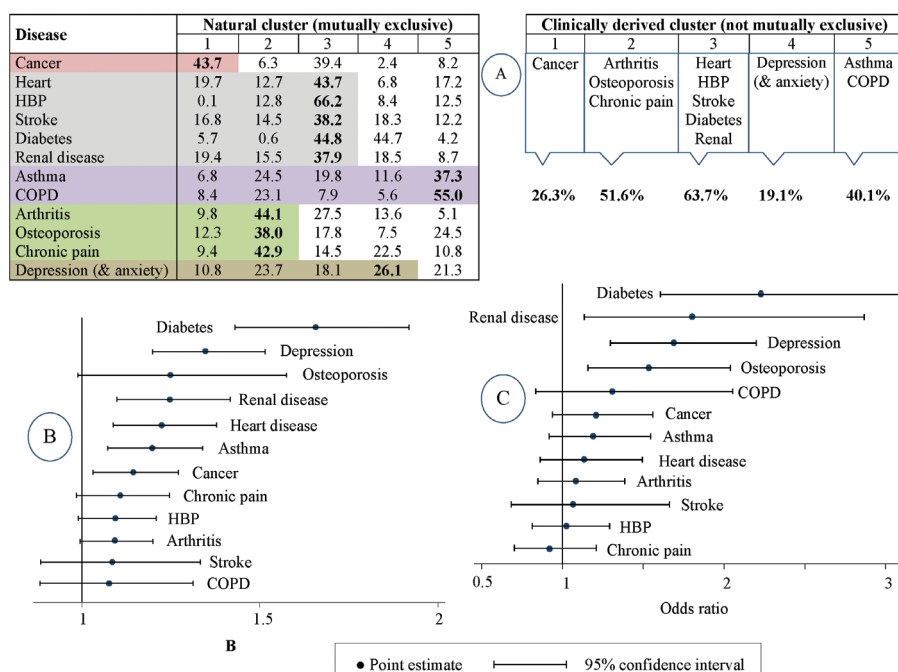 Disease Natural cluster (mutually exclusive)
1 2 3 4 5
Cancer 43.7 6.3 39.4 2.4 8.2
Heart 19.7 12.7 43.7 6.8 17.2
HBP 0.1 12.8 66.2 8.4 12.5
Stroke 16.8 14.5 38.2 18.3 12.2
Diabetes 5.7 0.6 44.8 44.7 4.2
Renal disease 19.4 15.5 37.9 18.5 8.7
Asthma 6.8 24.5 19.8 11.6 37.3
COPD 8.4 23.1 7.9 5.6 55.0
Arthritis 9.8 44.1 27.5 13.6 5.1
Osteoporosis 12.3 38.0 17.8 7.5 24.5
Chronic pain 9.4 42.9 14.5 22.5 10.8
Depression (& anxiety) 10.8 23.7 18.1 26.1 21.3
A
Clinically derived cluster (not mutually exclusive)
1 2 3 4 5
Cancer Arthritis Heart Depression Asthma
Osteoporosis HBP (& anxiety) COPD
Chronic pain Stroke
Diabetes
Renal
26.3% 51.6% 63.7% 19.1% 40.1%
B
Diabetes
Depression
Osteoporosis
Renal disease
Heart disease
Asthma
Cancer
Chronic pain
HBP
Arthritis
Stroke
COPD
1 1.5 2
B
C
Diabetes
Renal disease
Depression
Osteoporosis
COPD
Cancer
Asthma
Heart disease
Arthritis
Stroke
HBP
Chronic pain
0.5 1 2 3
Odds ratio
Point estimate 95% confidence interval